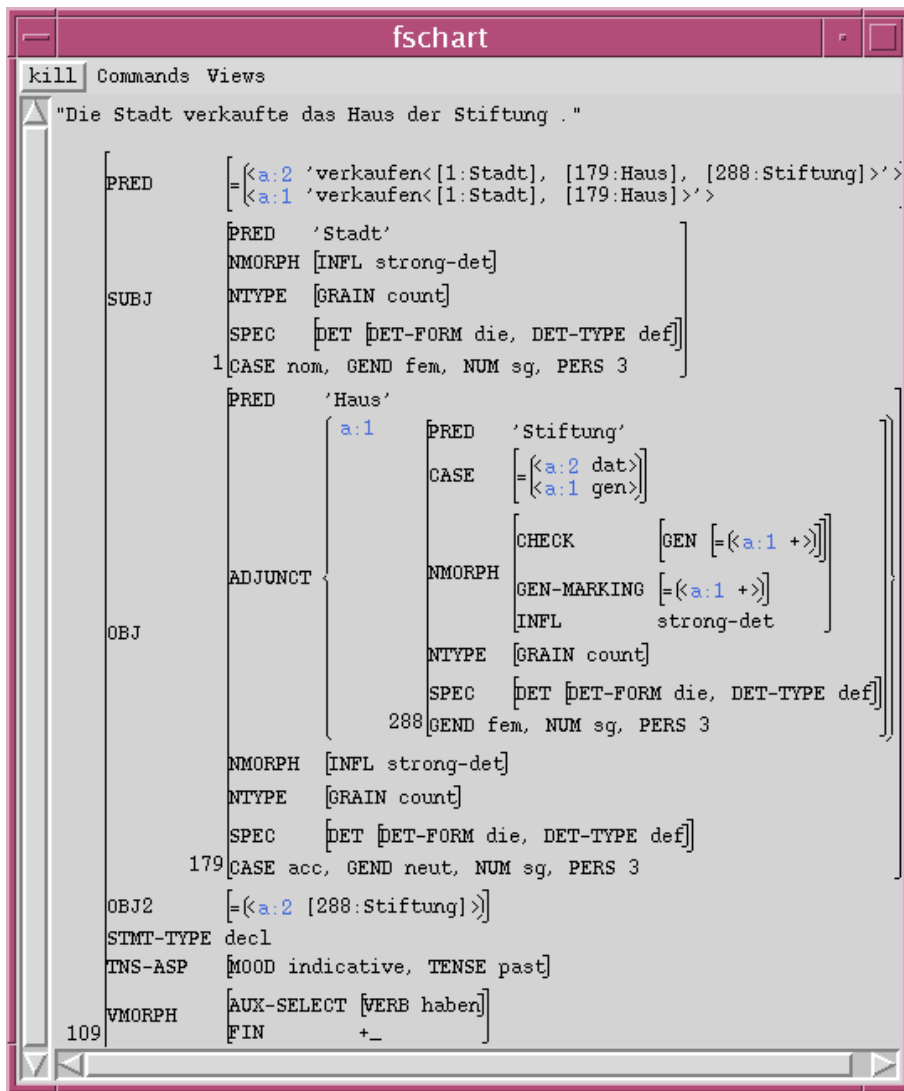 fschart
kill Commands Views
"Die Stadt verkaufte das Haus der Stiftung ."
PRED =<a:2 'verkaufen<[1:Stadt], [179:Haus], [288:Stiftung]>'>
<a:1 'verkaufen<[1:Stadt], [179:Haus]>'>
PRED 'Stadt'
NMORPH [INFL strong-det]
SUBJ NTYPE [GRAIN count]
SPEC [DET [DET-FORM die, DET-TYPE def]]
1 CASE nom, GEND fem, NUM sg, PERS 3
PRED 'Haus'
a:1 PRED 'Stiftung'
CASE =<a:2 dat>
<a:1 gen>
CHECK [GEN [=(<a:1 +>)]]
ADJUNCT NMORPH
GEN-MARKING [=(<a:1 +>)]
INFL strong-det
OBJ
NTYPE [GRAIN count]
SPEC [DET [DET-FORM die, DET-TYPE def]]
288 GEND fem, NUM sg, PERS 3
NMORPH [INFL strong-det]
NTYPE [GRAIN count]
SPEC [DET [DET-FORM die, DET-TYPE def]]
179 CASE acc, GEND neut, NUM sg, PERS 3
OBJ2 [=(<a:2 [288:Stiftung]>)]
STMT-TYPE decl
TNS-ASP [MOOD indicative, TENSE past]
VMORPH AUX-SELECT [VERB haben]
109 FIN +_